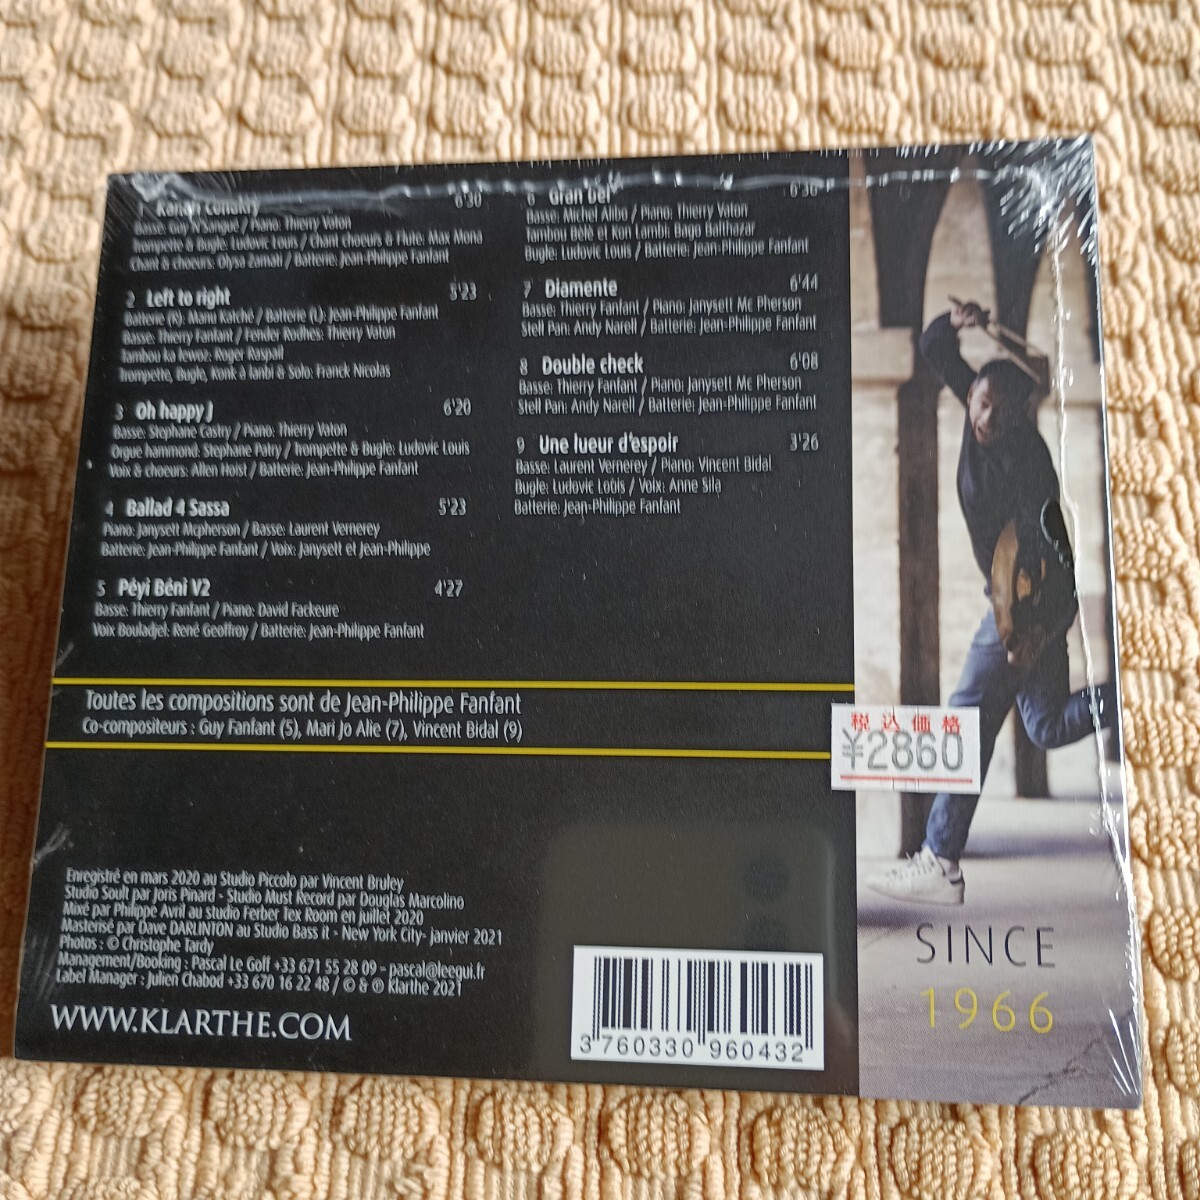 1 Kanari Conakry 6'30
Basse: Guy N'Sangue / Piano: Thierry Vaton
Trompette & Bugle: Ludovic Louis / Chant choeurs & Flute: Max Mona
Chant & choeurs: Olysa Zamati / Batterie: Jean-Philippe Fanfant
2 Left to right 5'23
Batterie (R): Manu Katché / Batterie (L): Jean-Philippe Fanfant
Basse: Thierry Fanfant / Fender Rodhes: Thierry Vaton
Tambou ka lewoz: Roger Raspail
Trompette, Bugle, Konk à lanbi & Solo: Franck Nicolas
3 Oh happy J 6'20
Basse: Stephane Castry / Piano: Thierry Vaton
Orgue hammond: Stephane Patry / Trompette & Bugle: Ludovic Louis
Voix & choeurs: Allen Hoist / Batterie: Jean-Philippe Fanfant
4 Ballad 4 Sassa 5'23
Piano: Janysett Mcpherson / Basse: Laurent Vernerey
Batterie: Jean-Philippe Fanfant / Voix: Janysett et Jean-Philippe
5 Péyi Béni V2 4'27
Basse: Thierry Fanfant / Piano: David Fackeure
Voix Bouladjel: René Geoffroy / Batterie: Jean-Philippe Fanfant
6 Gran Bel 6'36
Basse: Michel Alibo / Piano: Thierry Vaton
Tambou Bèlè et Kon Lambi: Bago Balthazar
Bugle: Ludovic Louis / Batterie: Jean-Philippe Fanfant
7 Diamente 6'44
Basse: Thierry Fanfant / Piano: Janysett Mc Pherson
Stell Pan: Andy Narell / Batterie: Jean-Philippe Fanfant
8 Double check 6'08
Basse: Thierry Fanfant / Piano: Janysett Mc Pherson
Stell Pan: Andy Narell / Batterie: Jean-Philippe Fanfant
9 Une lueur d'espoir 3'26
Basse: Laurent Vernerey / Piano: Vincent Bidal
Bugle: Ludovic Louis / Voix: Anne Sila
Batterie: Jean-Philippe Fanfant
Toutes les compositions sont de Jean-Philippe Fanfant
Co-compositeurs : Guy Fanfant (5), Mari Jo Alie (7), Vincent Bidal (9)
税込価格
¥2860
Enregistré en mars 2020 au Studio Piccolo par Vincent Bruley
Studio Soult par Joris Pinard - Studio Must Record par Douglas Marcolino
Mixé par Philippe Avril au studio Ferber Tex Room en juillet 2020
Masterisé par Dave DARLINTON au Studio Bass it - New York City- janvier 2021
Photos : © Christophe Tardy
Management/Booking : Pascal Le Goff +33 671 55 28 09 - pascal@leegui.fr
Label Manager : Julien Chabod +33 670 16 22 48 / © & ℗ Klarthe 2021
WWW.KLARTHE.COM
3 760330 960432
SINCE
1966